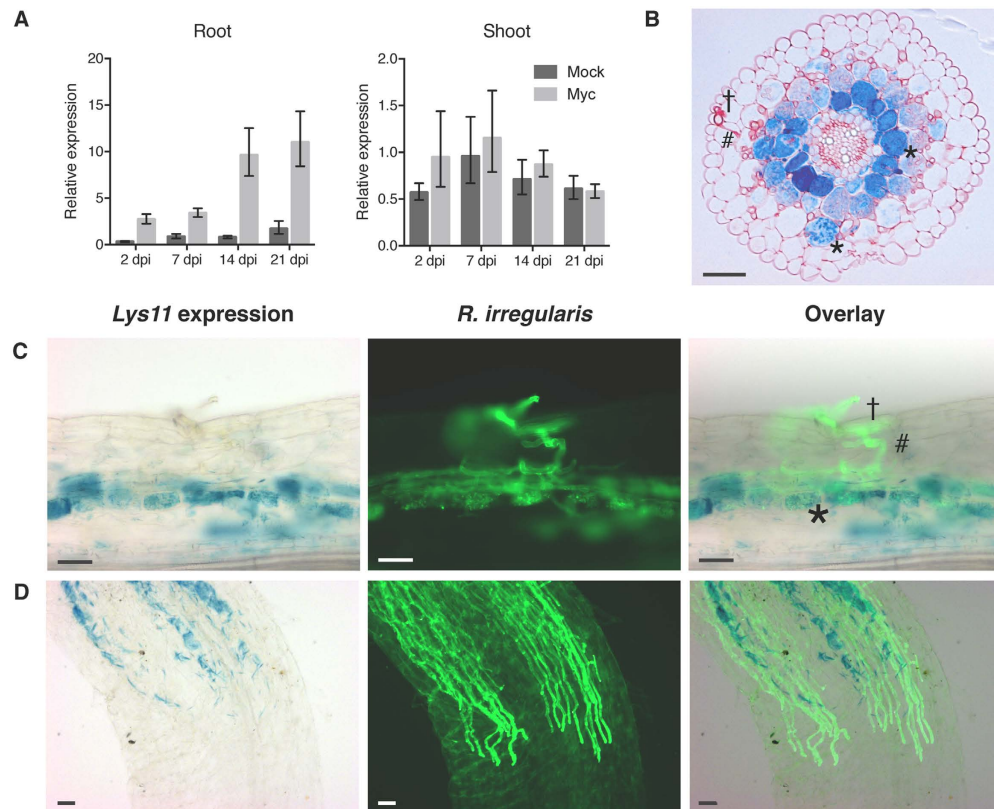 A
Root
Relative expression
20
15
10
5
0
2 dpi 7 dpi 14 dpi 21 dpi
Shoot
Relative expression
2.0
1.5
1.0
0.5
0.0
2 dpi 7 dpi 14 dpi 21 dpi
Mock
Myc
B
†
#
*
*
Lys11 expression
R. irregularis
Overlay
C
†
#
*
D